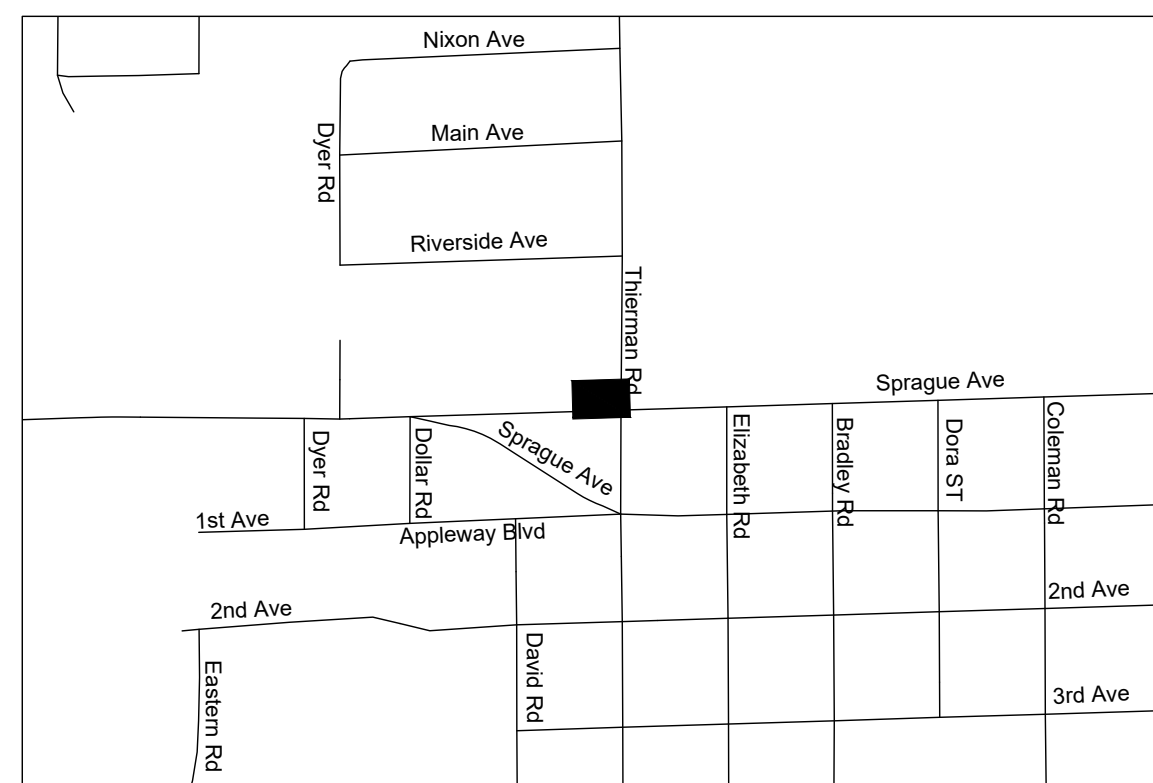 Nixon Ave
Main Ave
Dyer Rd
Riverside Ave
Thierman Rd
Sprague Ave
Sprague Ave
Dyer Rd
Dollar Rd
Elizabeth Rd
Bradley Rd
Dora ST
Coleman Rd
1st Ave
Appleway Blvd
2nd Ave
2nd Ave
David Rd
Eastern Rd
3rd Ave